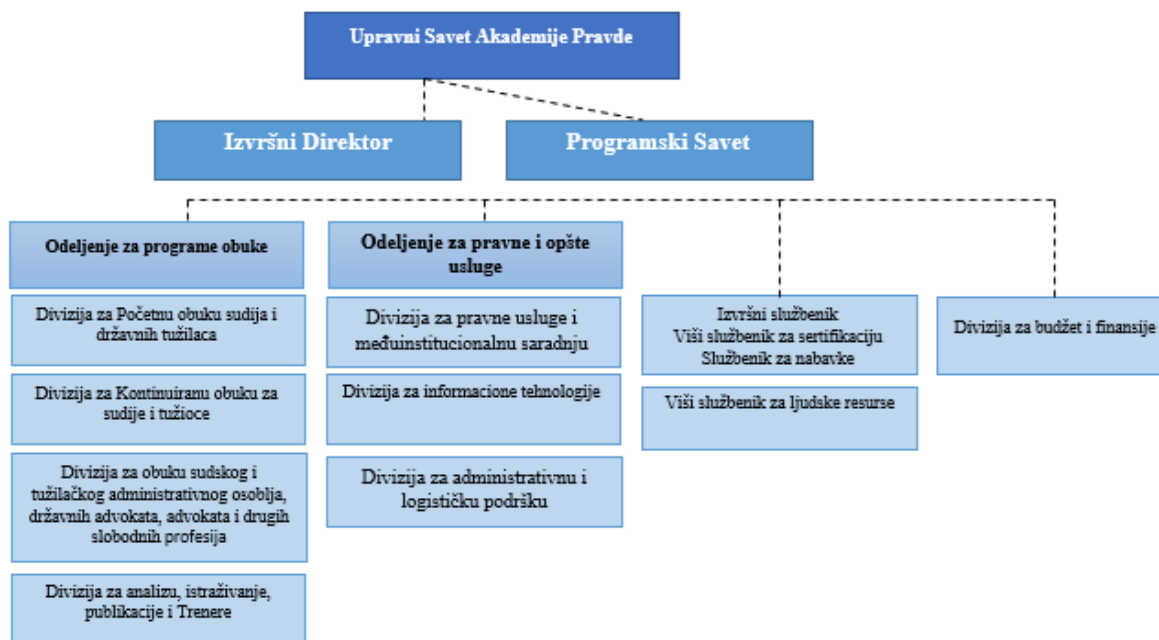 Upravni Savet Akademije Pravde
Izvršni Direktor
Programski Savet
Odeljenje za programe obuke
Divizija za Početnu obuku sudija i
državnih tužilaca
Divizija za Kontinuiranu obuku za
sudije i tužioce
Divizija za obuku sudskog i
tužilačkog administrativnog osoblja,
državnih advokata, advokata i drugih
slobodnih profesija
Divizija za analizu, istraživanje,
publikacije i Trenere
Odeljenje za pravne i opšte
usluge
Divizija za pravne usluge i
međuinstitucionalnu saradnju
Divizija za informacione tehnologije
Divizija za administrativnu i
logističku podršku
Izvršni službenik
Viši službenik za sertifikaciju
Službenik za nabavke
Viši službenik za ljudske resurse
Divizija za budžet i finansije